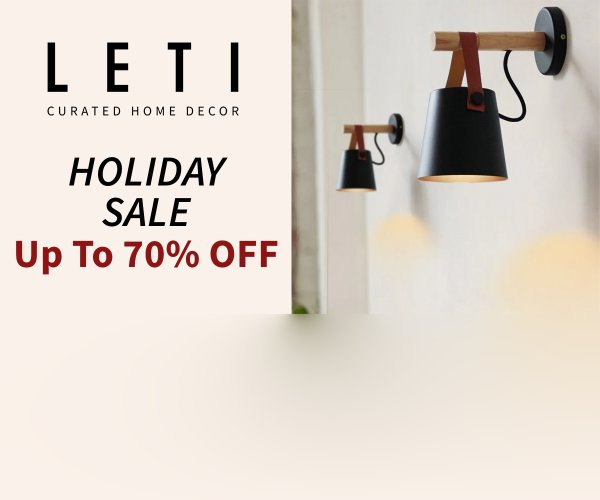 LETI
CURATED HOME DECOR
HOLIDAY
SALE
Up To 70% OFF